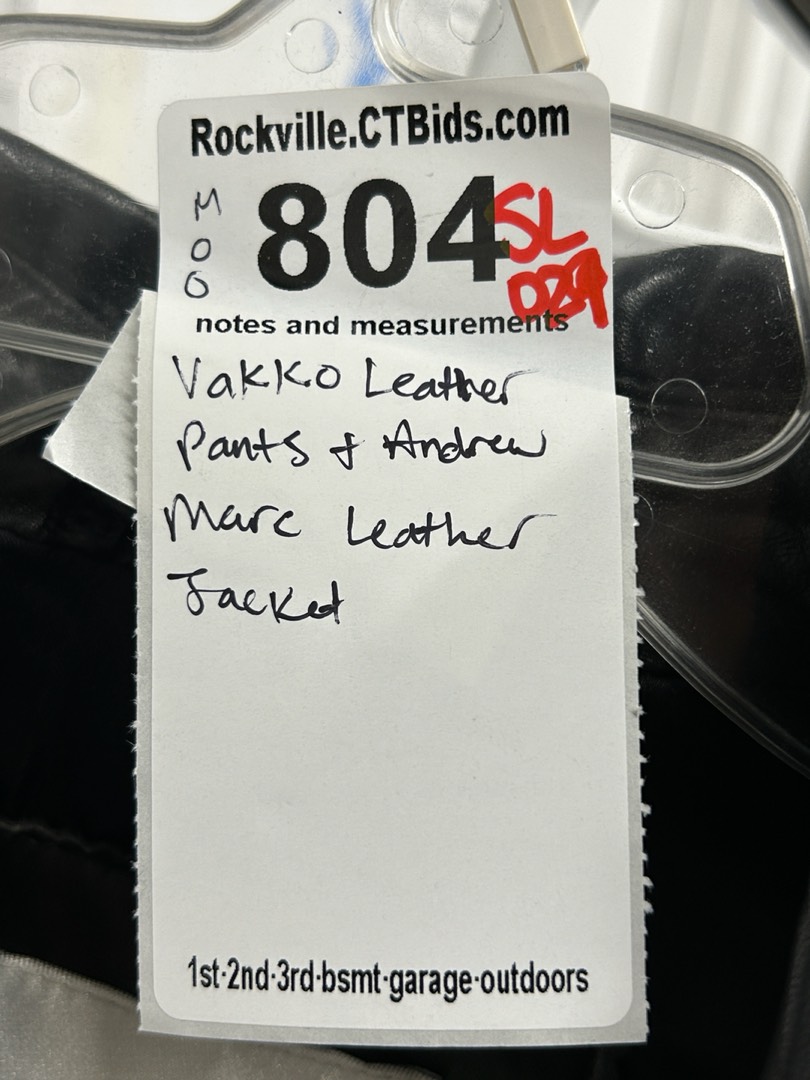 Rockville.CTBids.com
MOO
804
SL
notes and measurements
Vakko Leather
Pants & Andrew
Marc Leather
Jacket
1st·2nd·3rd·bsmt·garage·outdoors